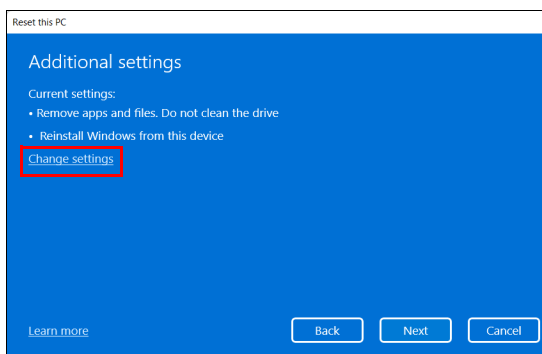 Reset this PC
Additional settings
Current settings:
• Remove apps and files. Do not clean the drive
• Reinstall Windows from this device
Change settings
Learn more
Back
Next
Cancel